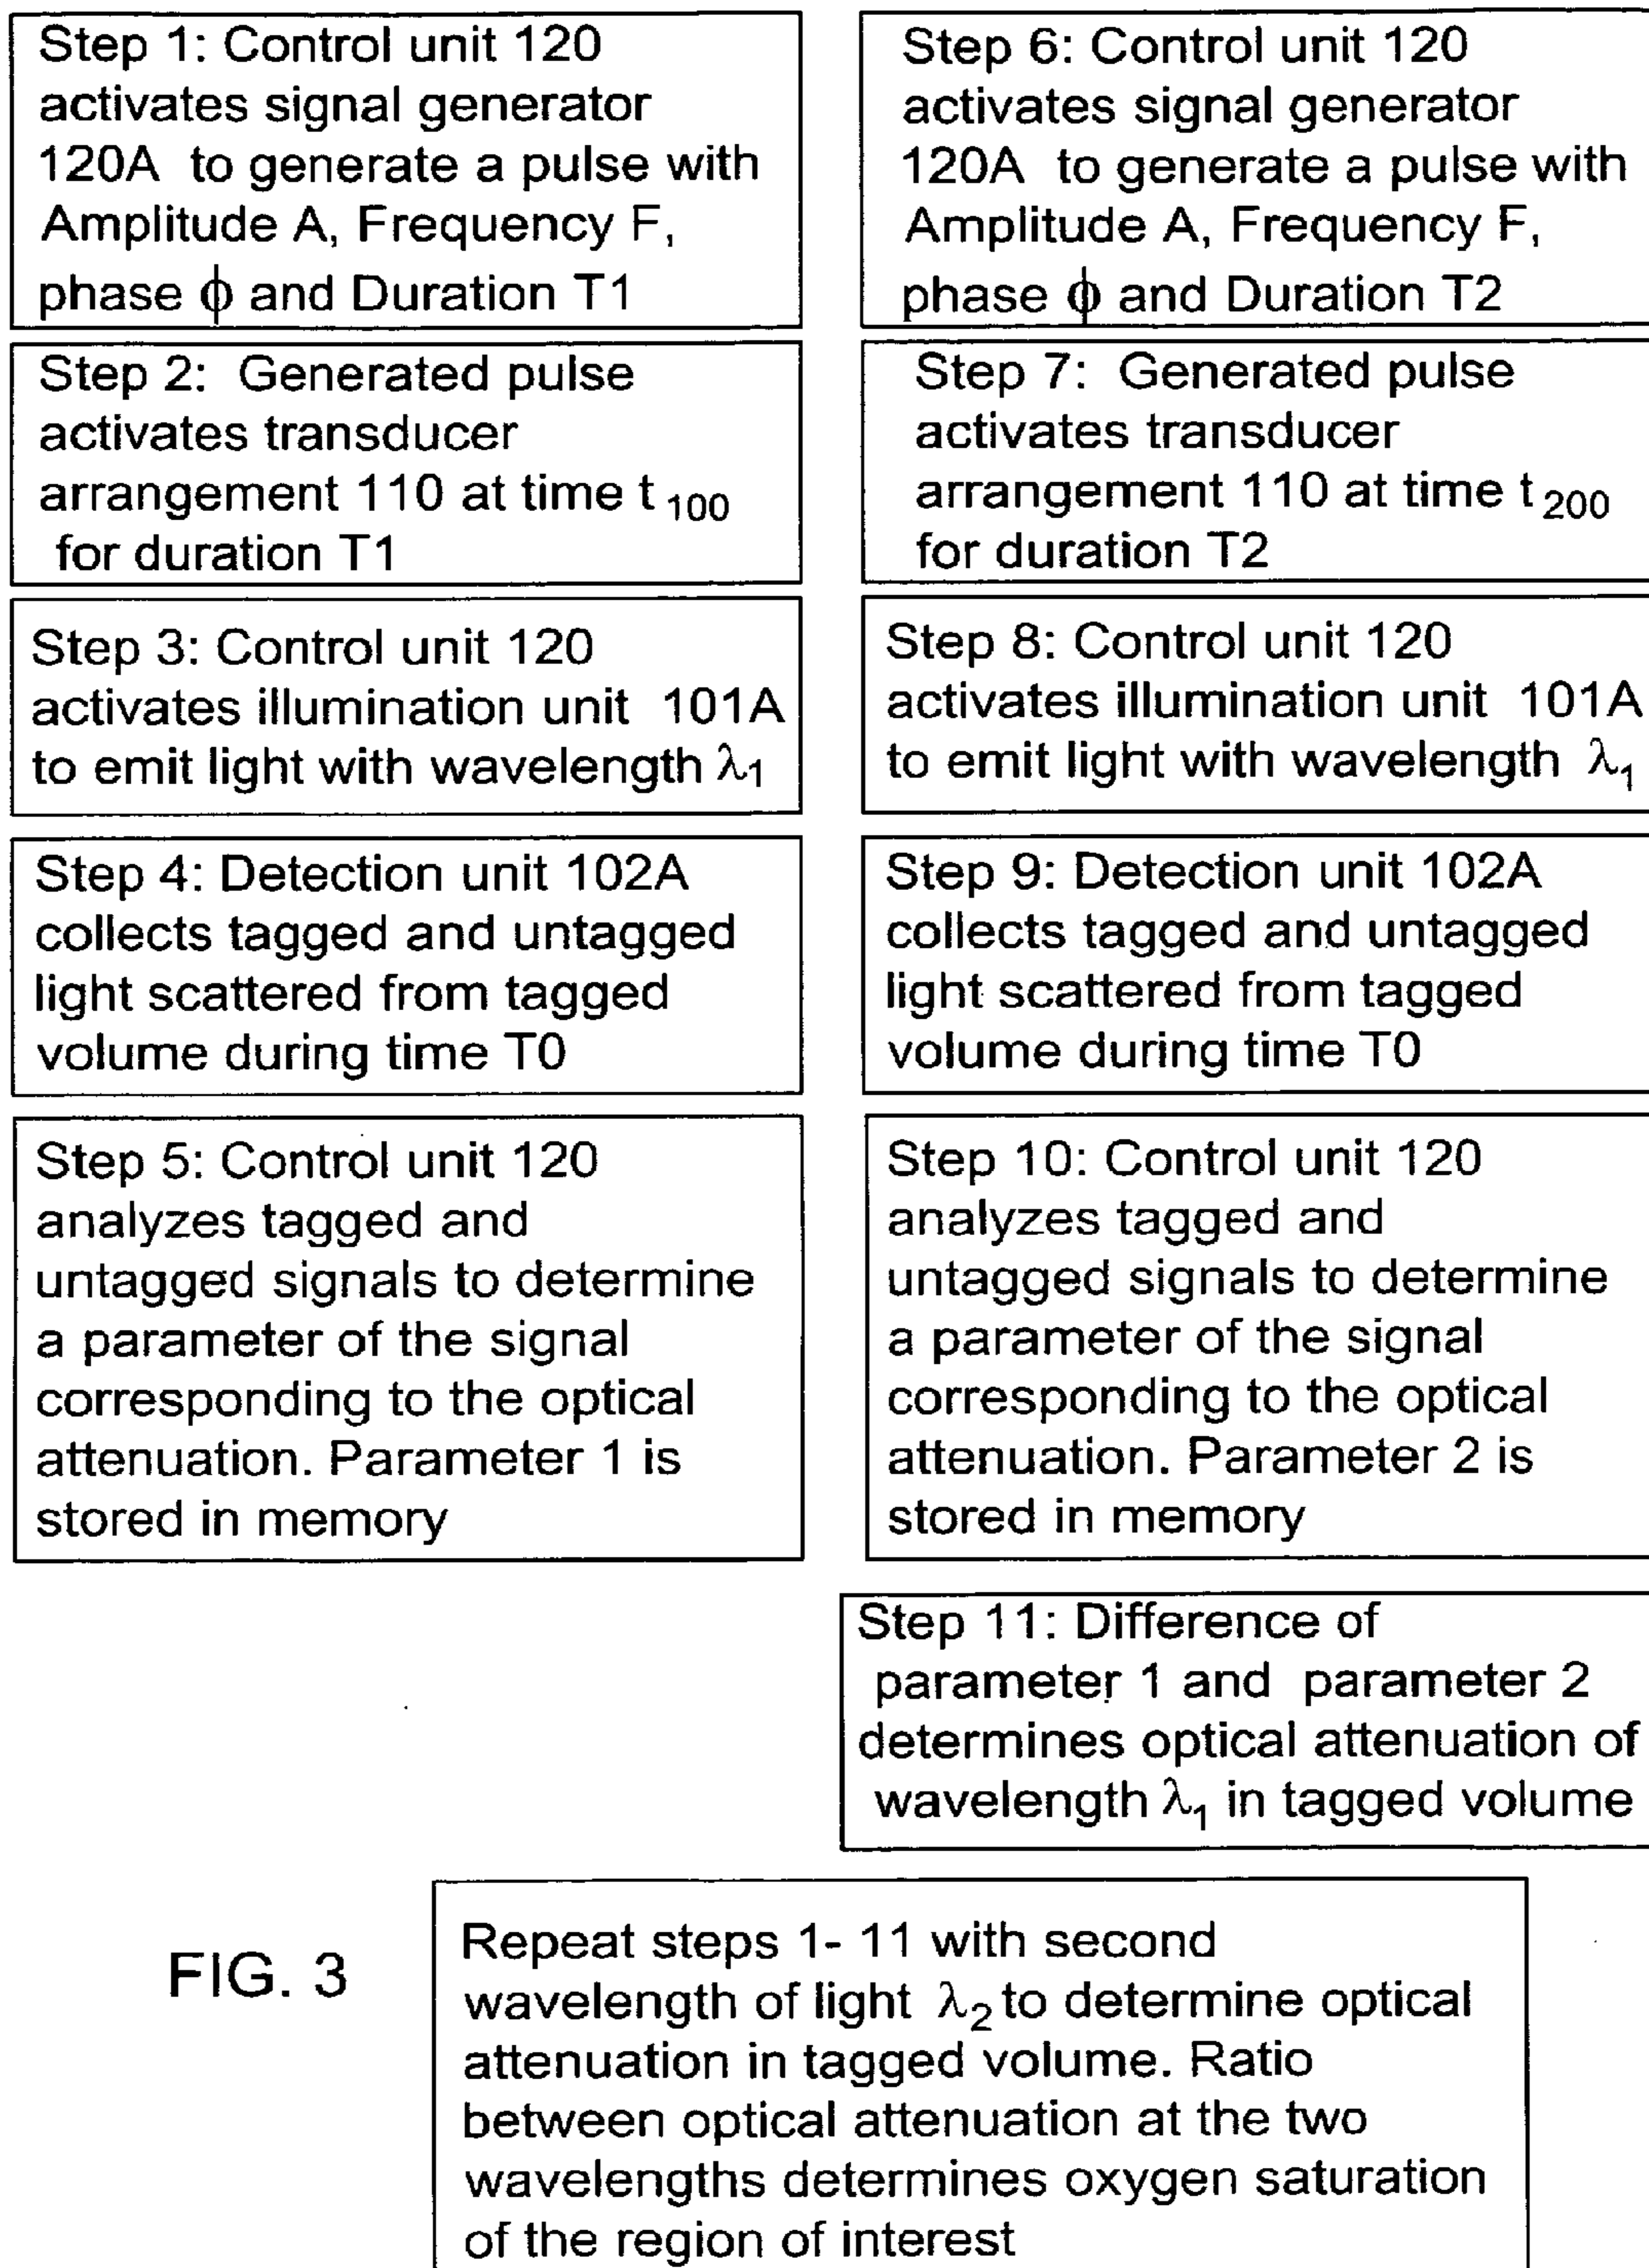 Step 1: Control unit 120
activates signal generator
120A to generate a pulse with
Amplitude A, Frequency F,
phase ϕ and Duration T1
Step 2: Generated pulse
activates transducer
arrangement 110 at time t₁₀₀
for duration T1
Step 3: Control unit 120
activates illumination unit 101A
to emit light with wavelength λ₁
Step 4: Detection unit 102A
collects tagged and untagged
light scattered from tagged
volume during time T0
Step 5: Control unit 120
analyzes tagged and
untagged signals to determine
a parameter of the signal
corresponding to the optical
attenuation. Parameter 1 is
stored in memory
Step 6: Control unit 120
activates signal generator
120A to generate a pulse with
Amplitude A, Frequency F,
phase ϕ and Duration T2
Step 7: Generated pulse
activates transducer
arrangement 110 at time t₂₀₀
for duration T2
Step 8: Control unit 120
activates illumination unit 101A
to emit light with wavelength λ₁
Step 9: Detection unit 102A
collects tagged and untagged
light scattered from tagged
volume during time T0
Step 10: Control unit 120
analyzes tagged and
untagged signals to determine
a parameter of the signal
corresponding to the optical
attenuation. Parameter 2 is
stored in memory
Step 11: Difference of
parameter 1 and parameter 2
determines optical attenuation of
wavelength λ₁ in tagged volume
FIG. 3
Repeat steps 1- 11 with second
wavelength of light λ₂ to determine optical
attenuation in tagged volume. Ratio
between optical attenuation at the two
wavelengths determines oxygen saturation
of the region of interest